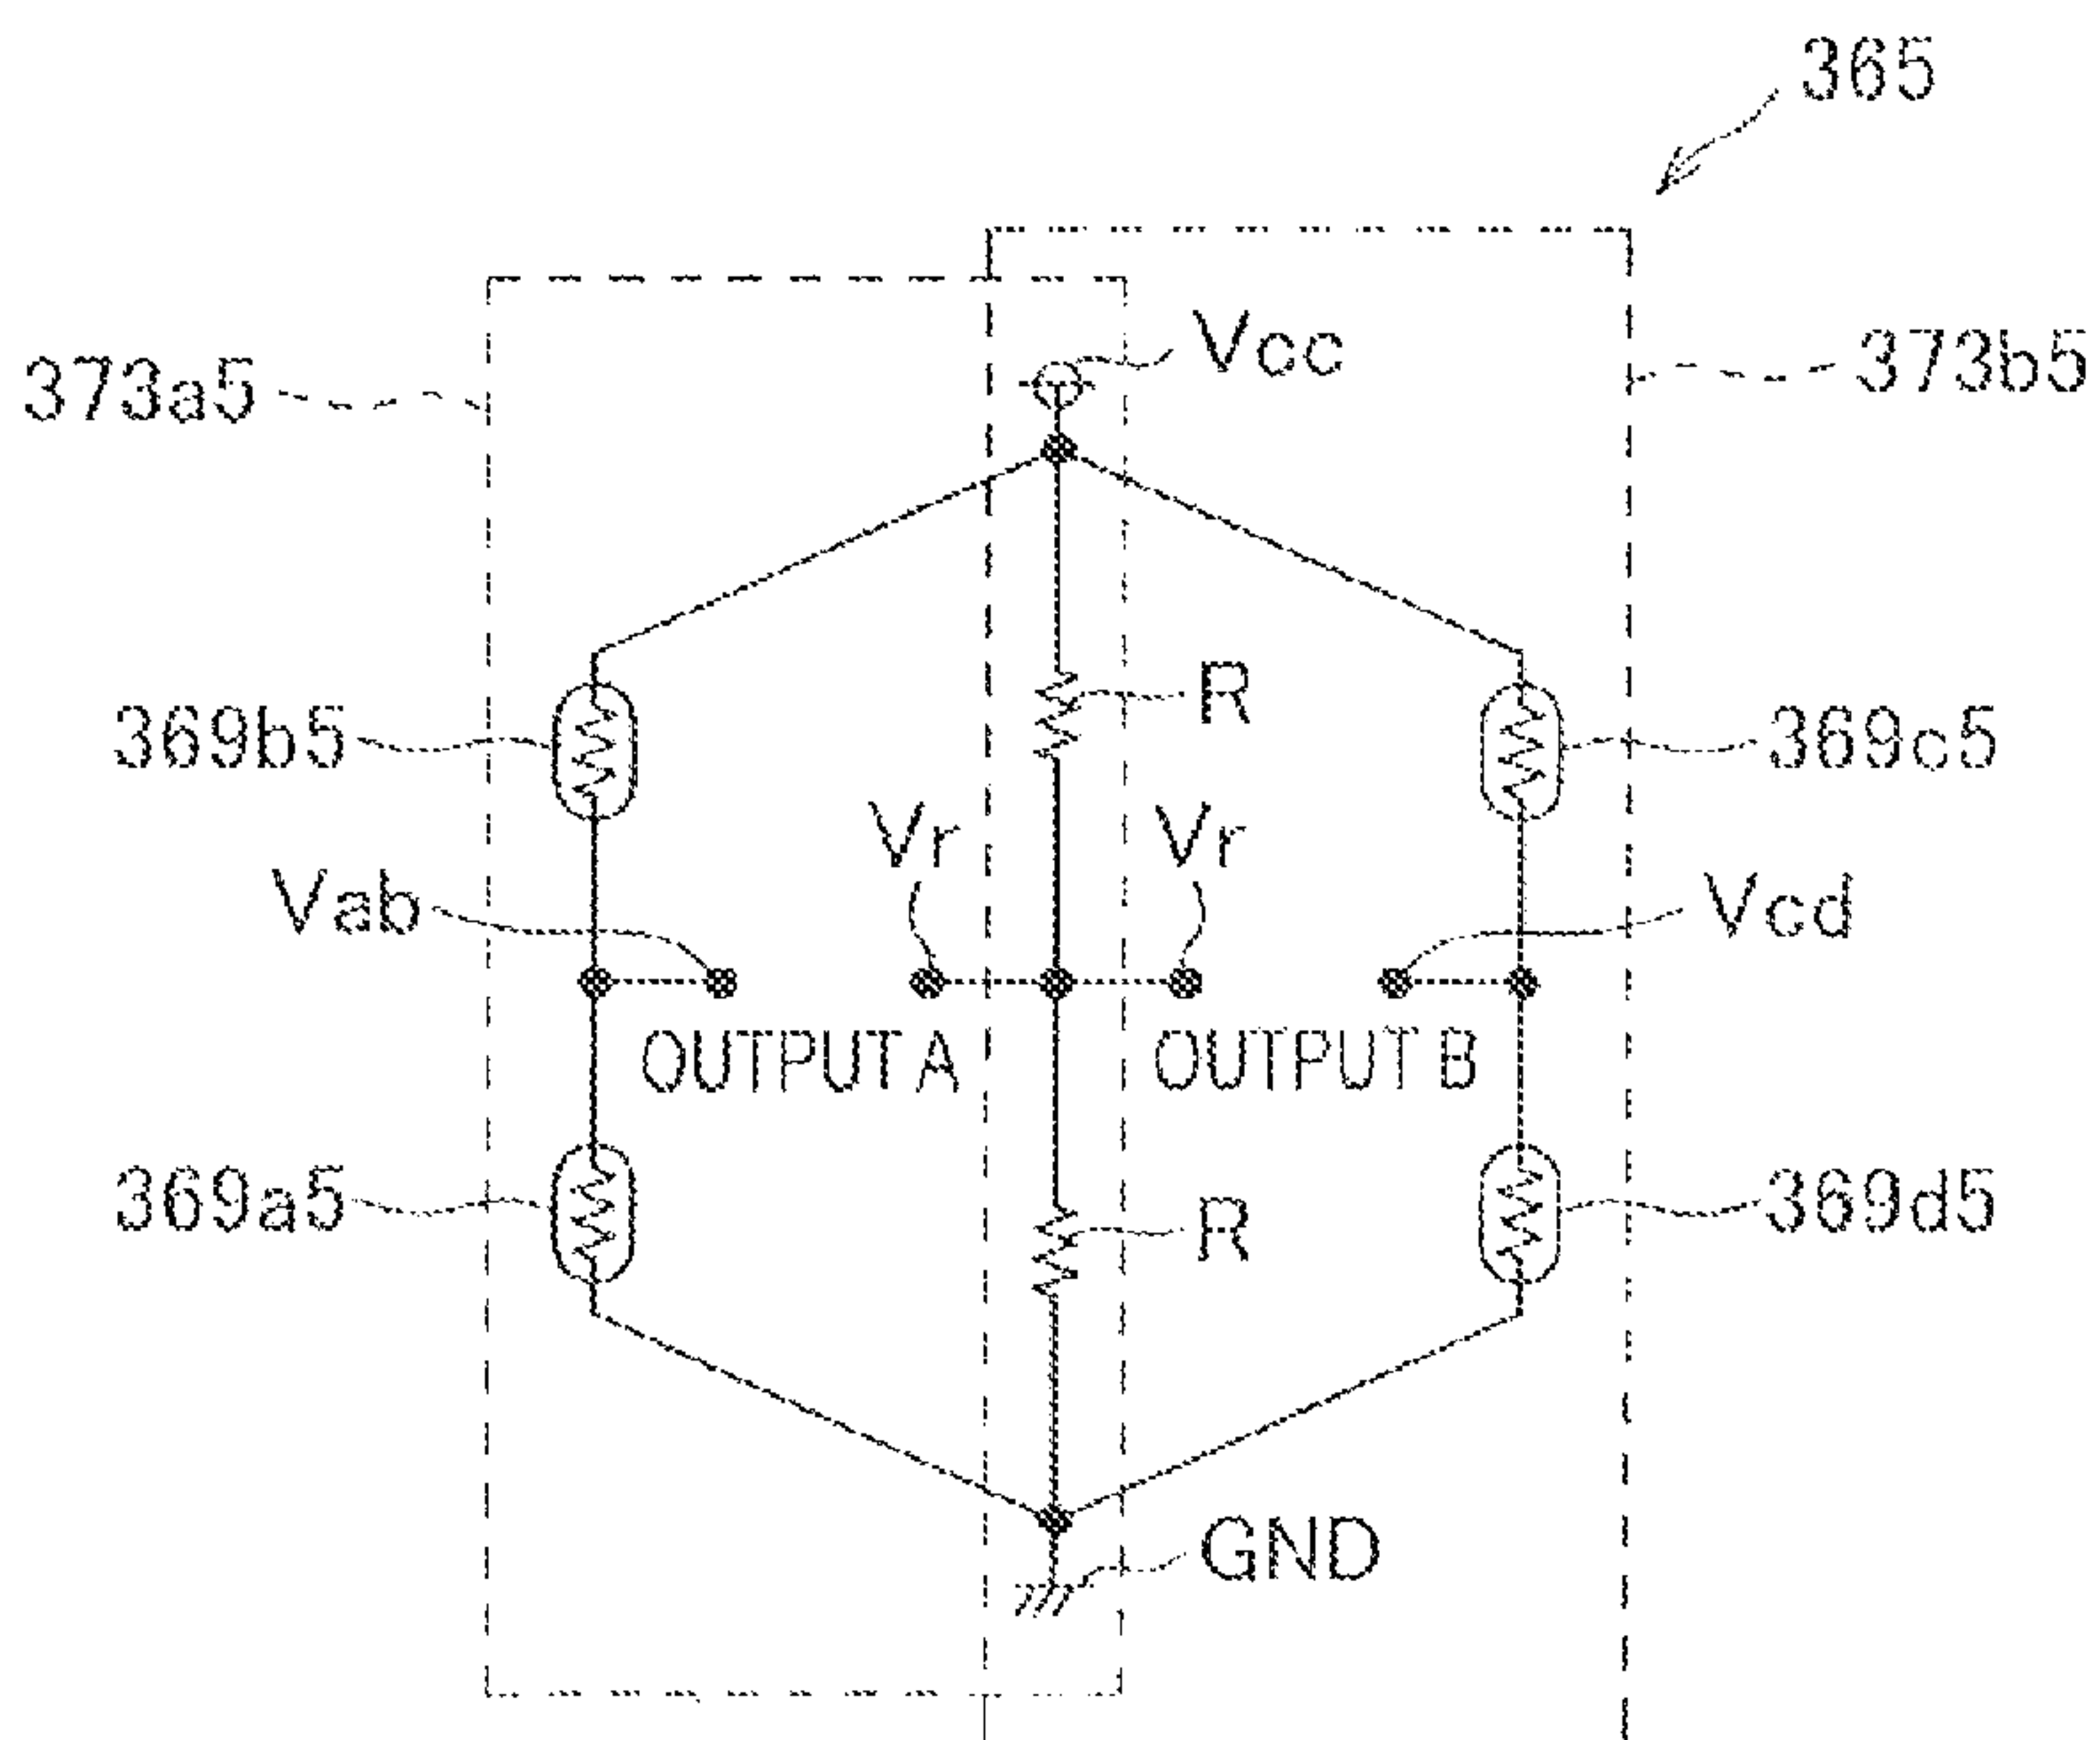 365
Vcc
373a5
373b5
R
369b5
369c5
Vr
Vr
Vab
Vcd
OUTPUT A
OUTPUT B
369a5
369d5
R
GND